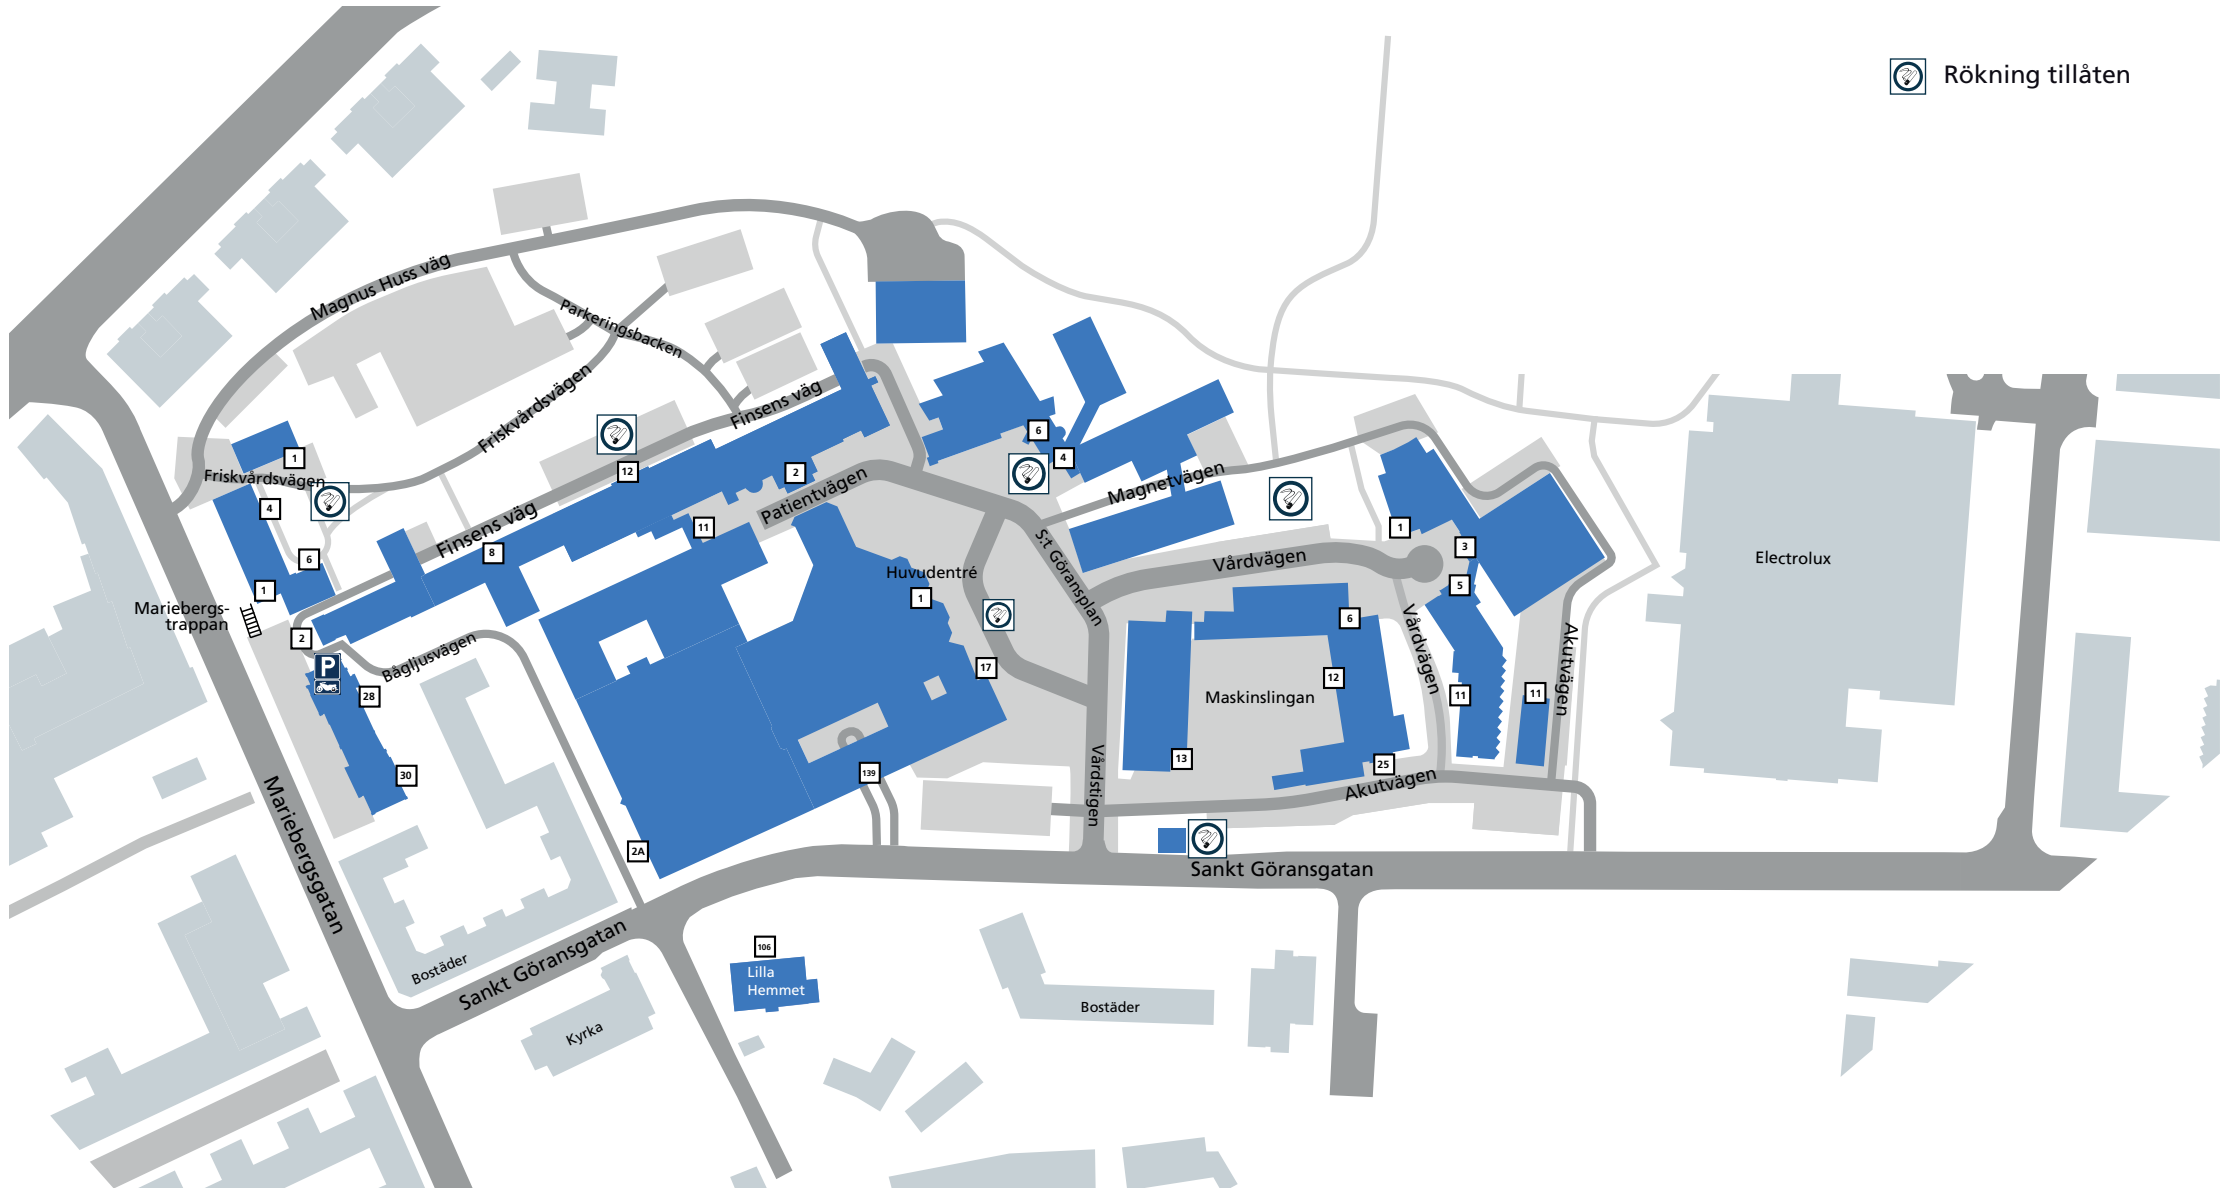 Rökning tillåten
Magnus Huss väg
Parkeringsbacken
Friskvårdsvägen
Finsens väg
1
Friskvårdsvägen
12
2
6
4
Patientvägen
Magnetvägen
4
11
1
Finsens väg
8
S:t Göransplan
3
6
Vårdvägen
Electrolux
Huvudentré
5
1
1
Mariebergs-
trappan
6
2
Bågljusvägen
Vårdvägen
Akutvägen
P
28
17
12
11
11
Maskinslingan
30
139
13
25
Vårdstigen
Akutvägen
Mariebergsgatan
2A
Sankt Göransgatan
Sankt Göransgatan
Bostäder
106
Lilla
Hemmet
Bostäder
Kyrka